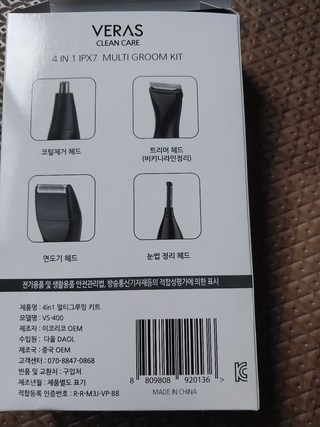 VERAS
CLEAN CARE
4 IN 1 IPX7 MULTI GROOM KIT
코털제거 헤드
트리머 헤드
(비키니라인정리)
면도기 헤드
눈썹 정리 헤드
전기용품 및 생활용품 안전관리법, 방송통신기자재등의 적합성평가에 의한 표시
제품명 : 4in1 멀티그루밍 키트
모델명 : VS-400
제조자 : 이코리코 OEM
수입원 : 다올 DAOL
제조국 : 중국 OEM
고객센터 : 070-8847-0868
반품 및 교환처 : 구입처
제조년월 : 제품별도 표기
적합등록 인증번호 : R-R-M3J-VP-88
8 809808 920136 >
MADE IN CHINA